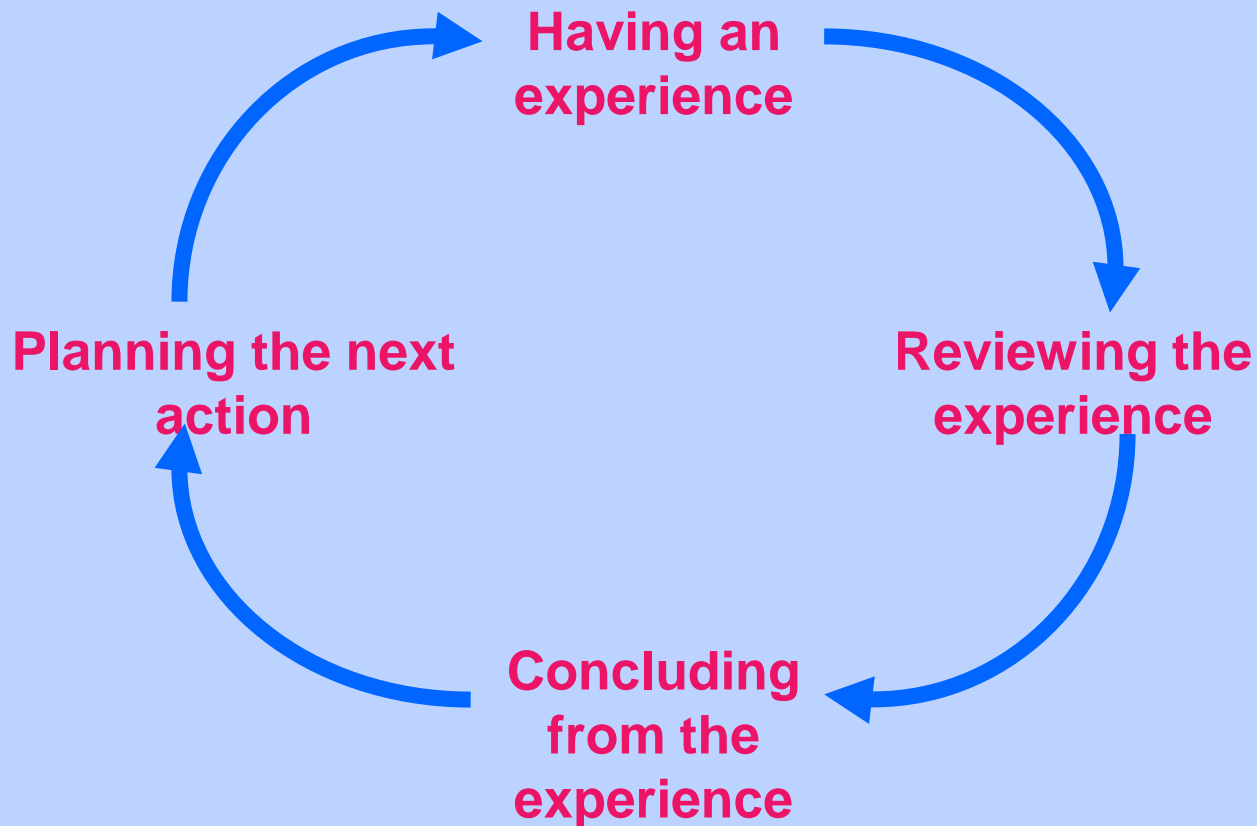 Having an
experience
Planning the next
action
Reviewing the
experience
Concluding
from the
experience